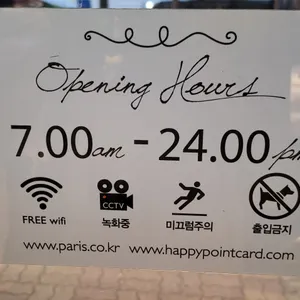 Opening Hours
7.00am - 24.00pm
CCTV
FREE wifi 녹화중 미끄럼주의 출입금지
www.paris.co.kr www.happypointcard.com